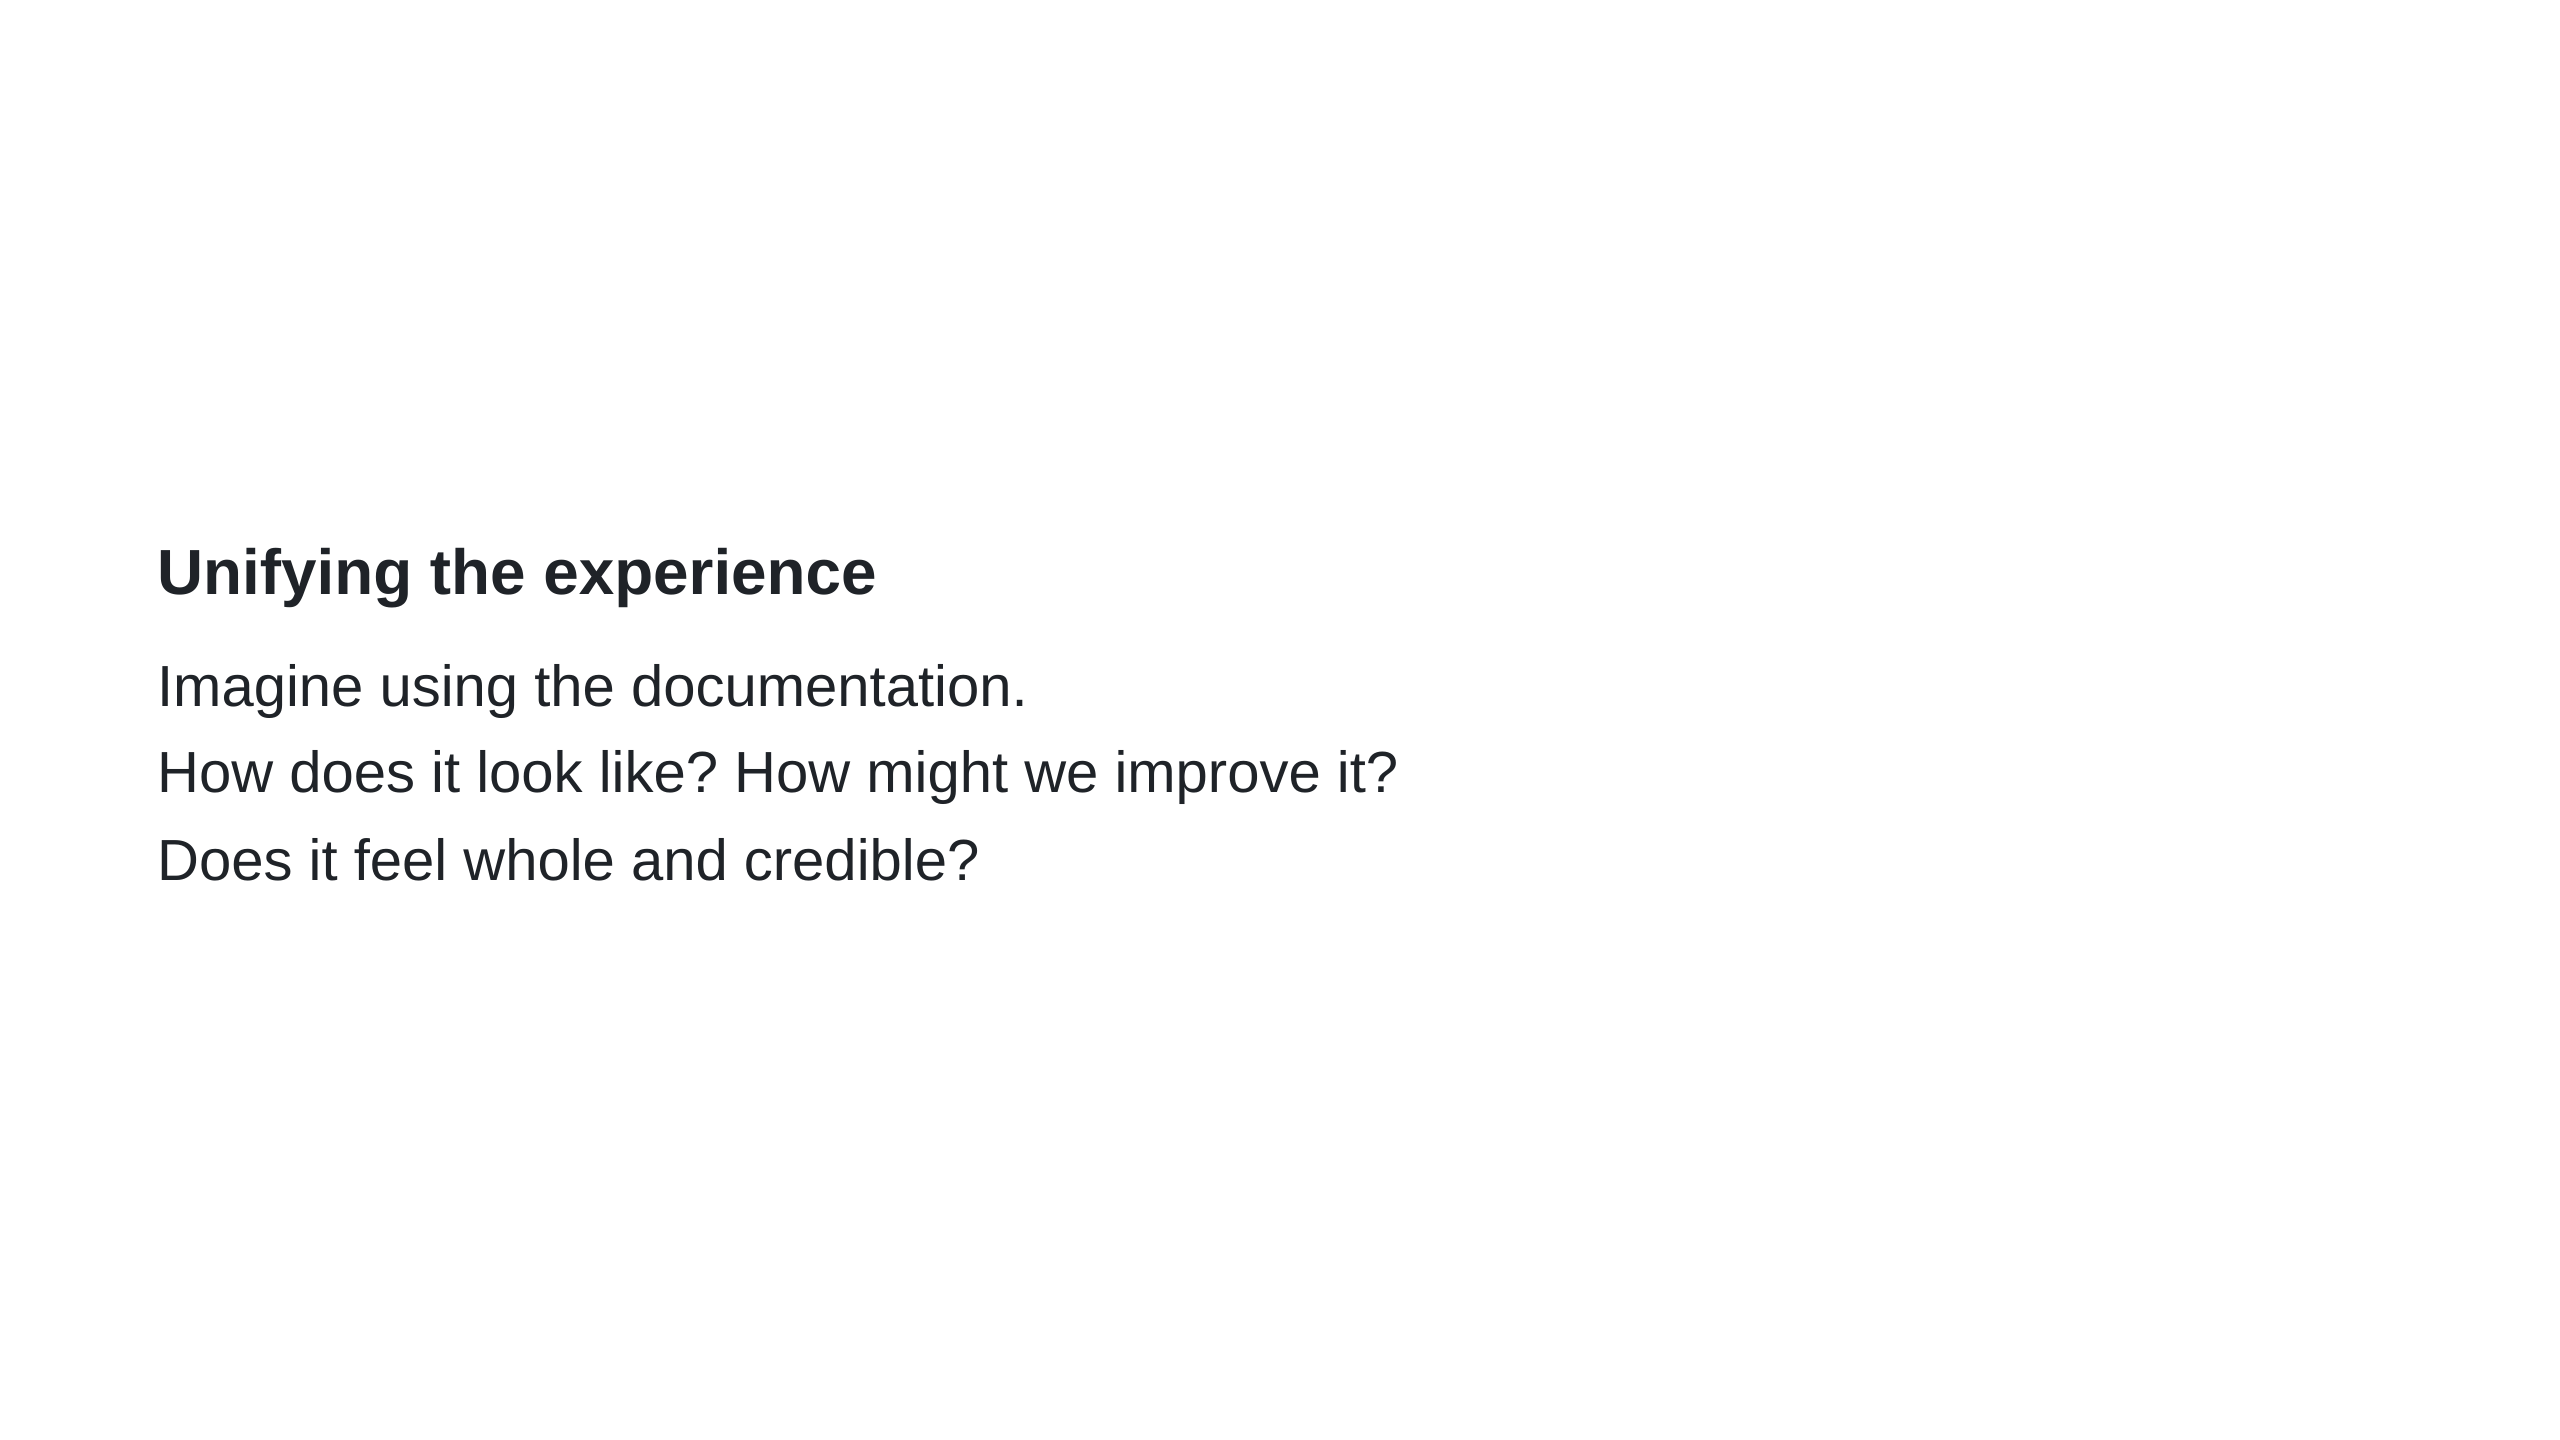 Unifying the experience
Imagine using the documentation.
How does it look like? How might we improve it?
Does it feel whole and credible?